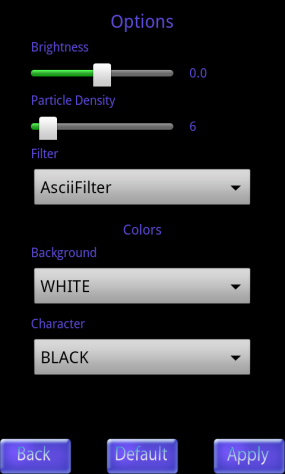 Options
Brightness
0.0
Particle Density
6
Filter
AsciiFilter
Colors
Background
WHITE
Character
BLACK
Back Default Apply